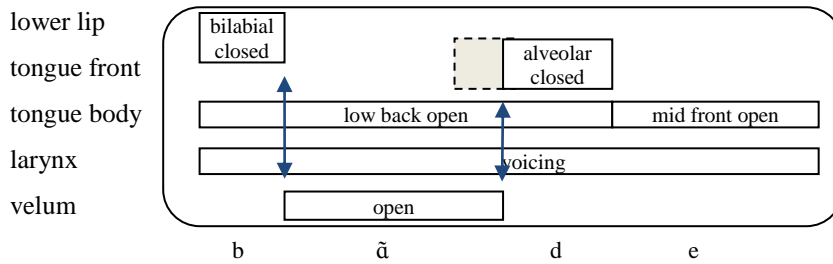 lower lip
bilabial
closed
tongue front
alveolar
closed
tongue body
low back open
mid front open
larynx
voicing
velum
open
b
ɑ̃
d
e